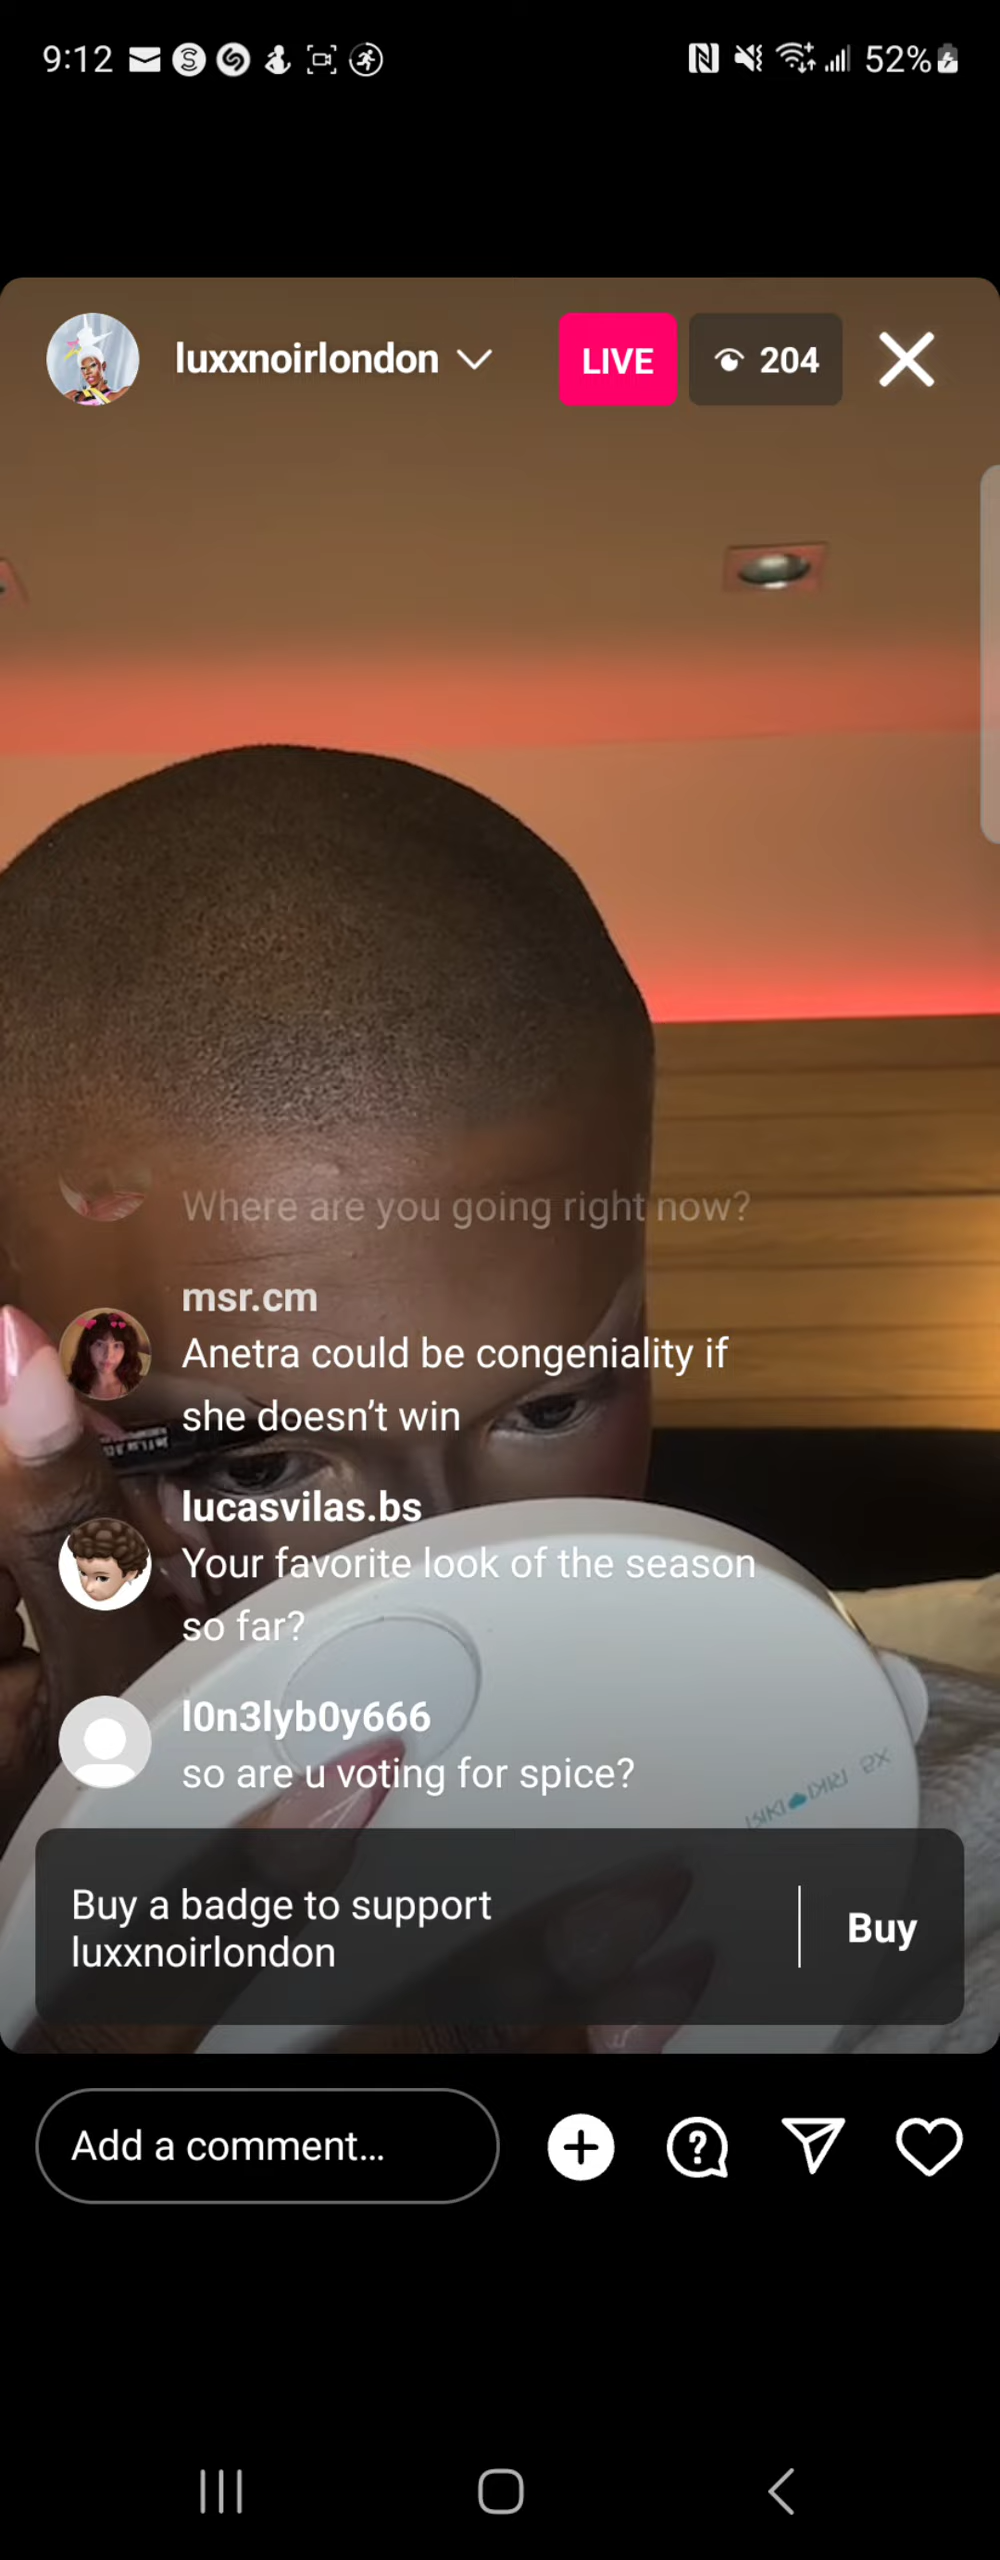 9:12
52%
luxxnoirlondon
LIVE
204
Where are you going right now?
msr.cm
Anetra could be congeniality if
she doesn't win
lucasvilas.bs
Your favorite look of the season
so far?
l0n3lyb0y666
so are u voting for spice?
RIKI RIKI
Buy a badge to support
luxxnoirlondon
Buy
Add a comment...